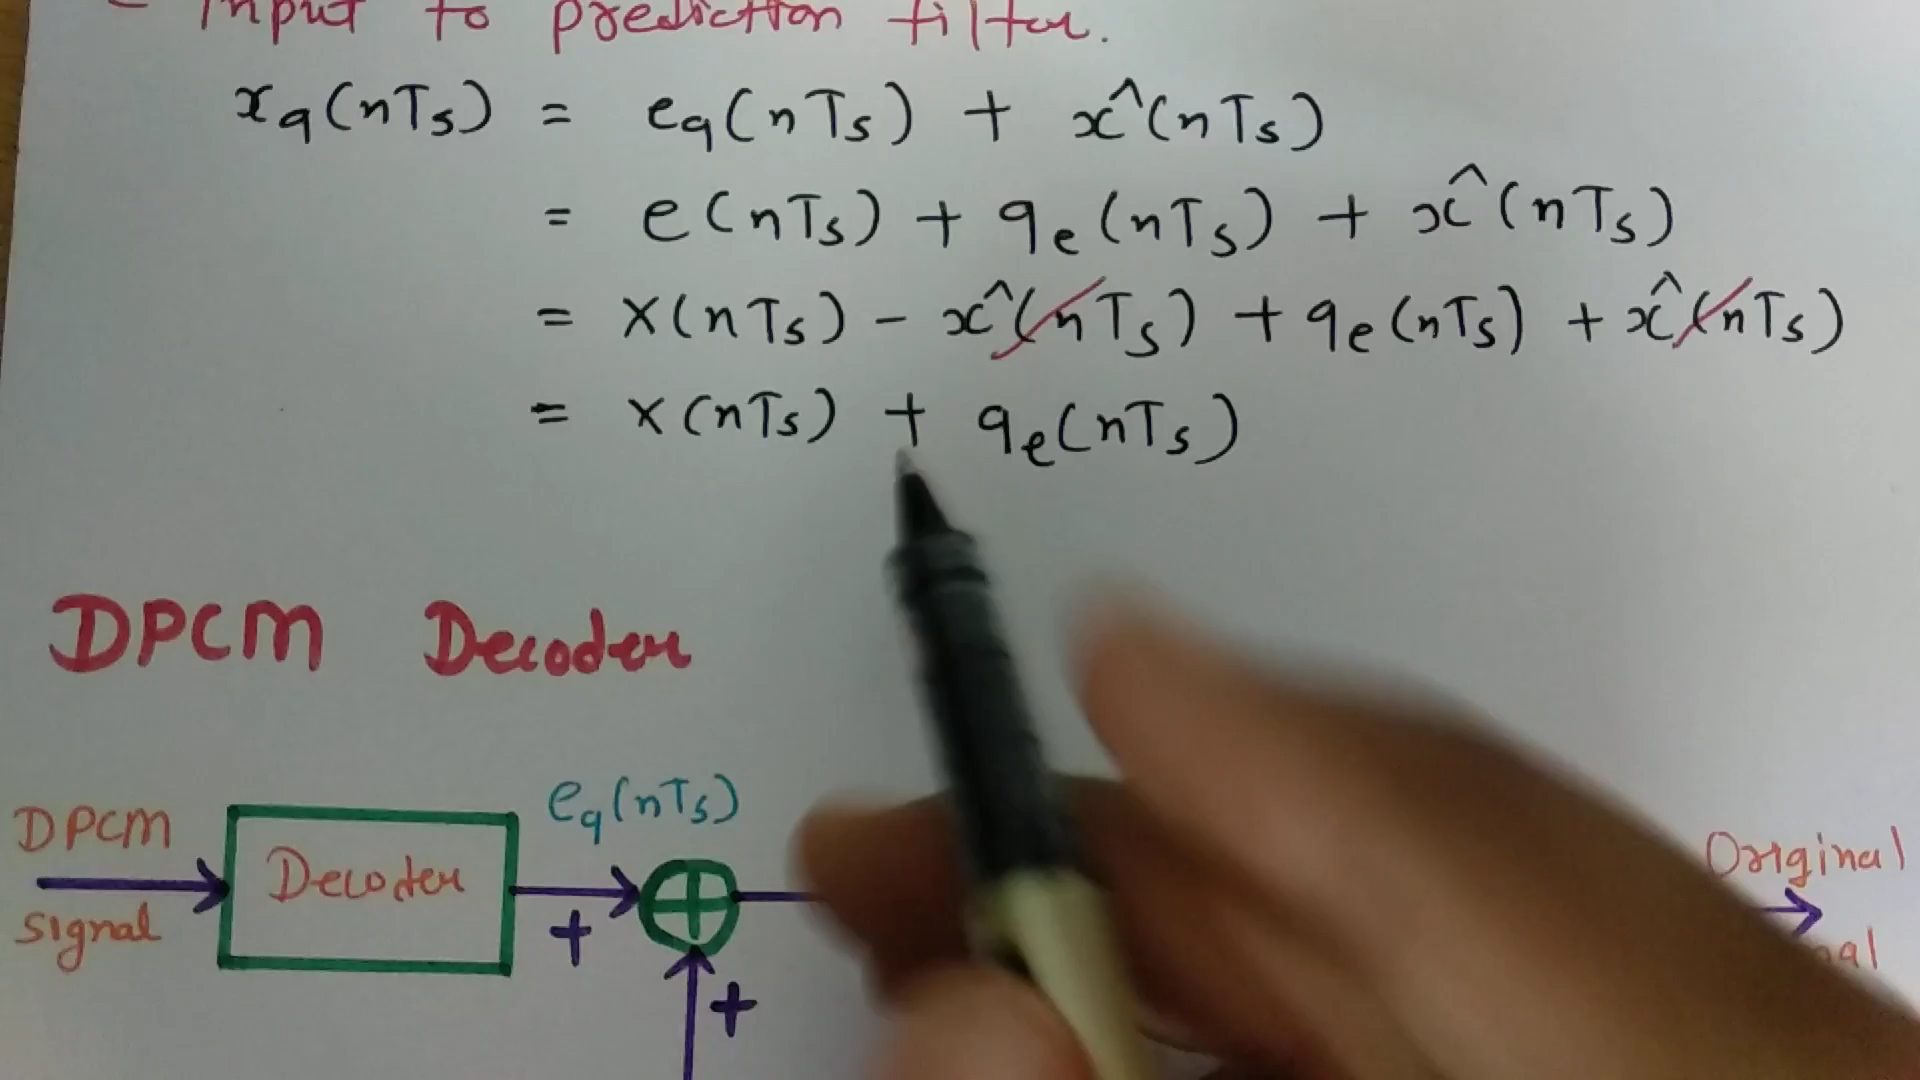 - Input to prediction filter.
xq(nTs) = eq(nTs) + x^(nTs)
= e(nTs) + qe(nTs) + x^(nTs)
= x(nTs) - x^(nTs) + qe(nTs) + x^(nTs)
= x(nTs) + qe(nTs)
DPCM Decoder
eq(nTs)
DPCM
signal
Decoder
+
+
+
Original